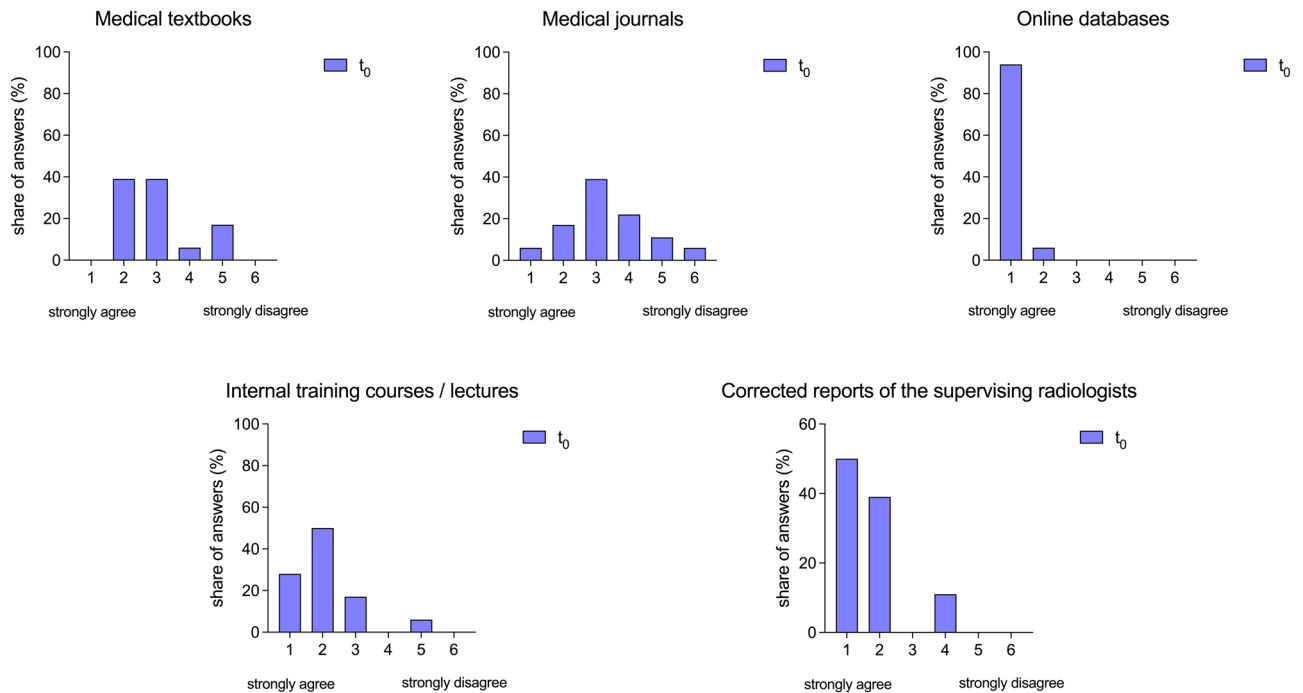 Medical textbooks
100
80
60
40
20
0
share of answers (%)
t0
1 2 3 4 5 6
strongly agree strongly disagree
Medical journals
100
80
60
40
20
0
share of answers (%)
t0
1 2 3 4 5 6
strongly agree strongly disagree
Online databases
100
80
60
40
20
0
share of answers (%)
t0
1 2 3 4 5 6
strongly agree strongly disagree
Internal training courses / lectures
100
80
60
40
20
0
share of answers (%)
t0
1 2 3 4 5 6
strongly agree strongly disagree
Corrected reports of the supervising radiologists
60
40
20
0
share of answers (%)
t0
1 2 3 4 5 6
strongly agree strongly disagree